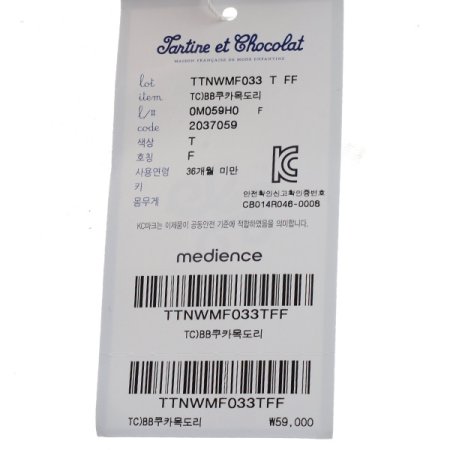 Tartine et Chocolat
MAISON FRANÇAISE DE MODE ENFANTINE
lot TTNWMF033 T FF
item TC)BB쿠카목도리
l/# 0M059H0 F
code 2037059
색상 T
호칭 F
사용연령 36개월 미만
키
몸무게
안전확인신고확인증번호
CB014R046-0008
KC마크는 이제품이 공동안전 기준에 적합하였음을 의미합니다.
medience
TTNWMF033TFF
TC)BB쿠카목도리
TTNWMF033TFF
TC)BB쿠카목도리 ₩59,000